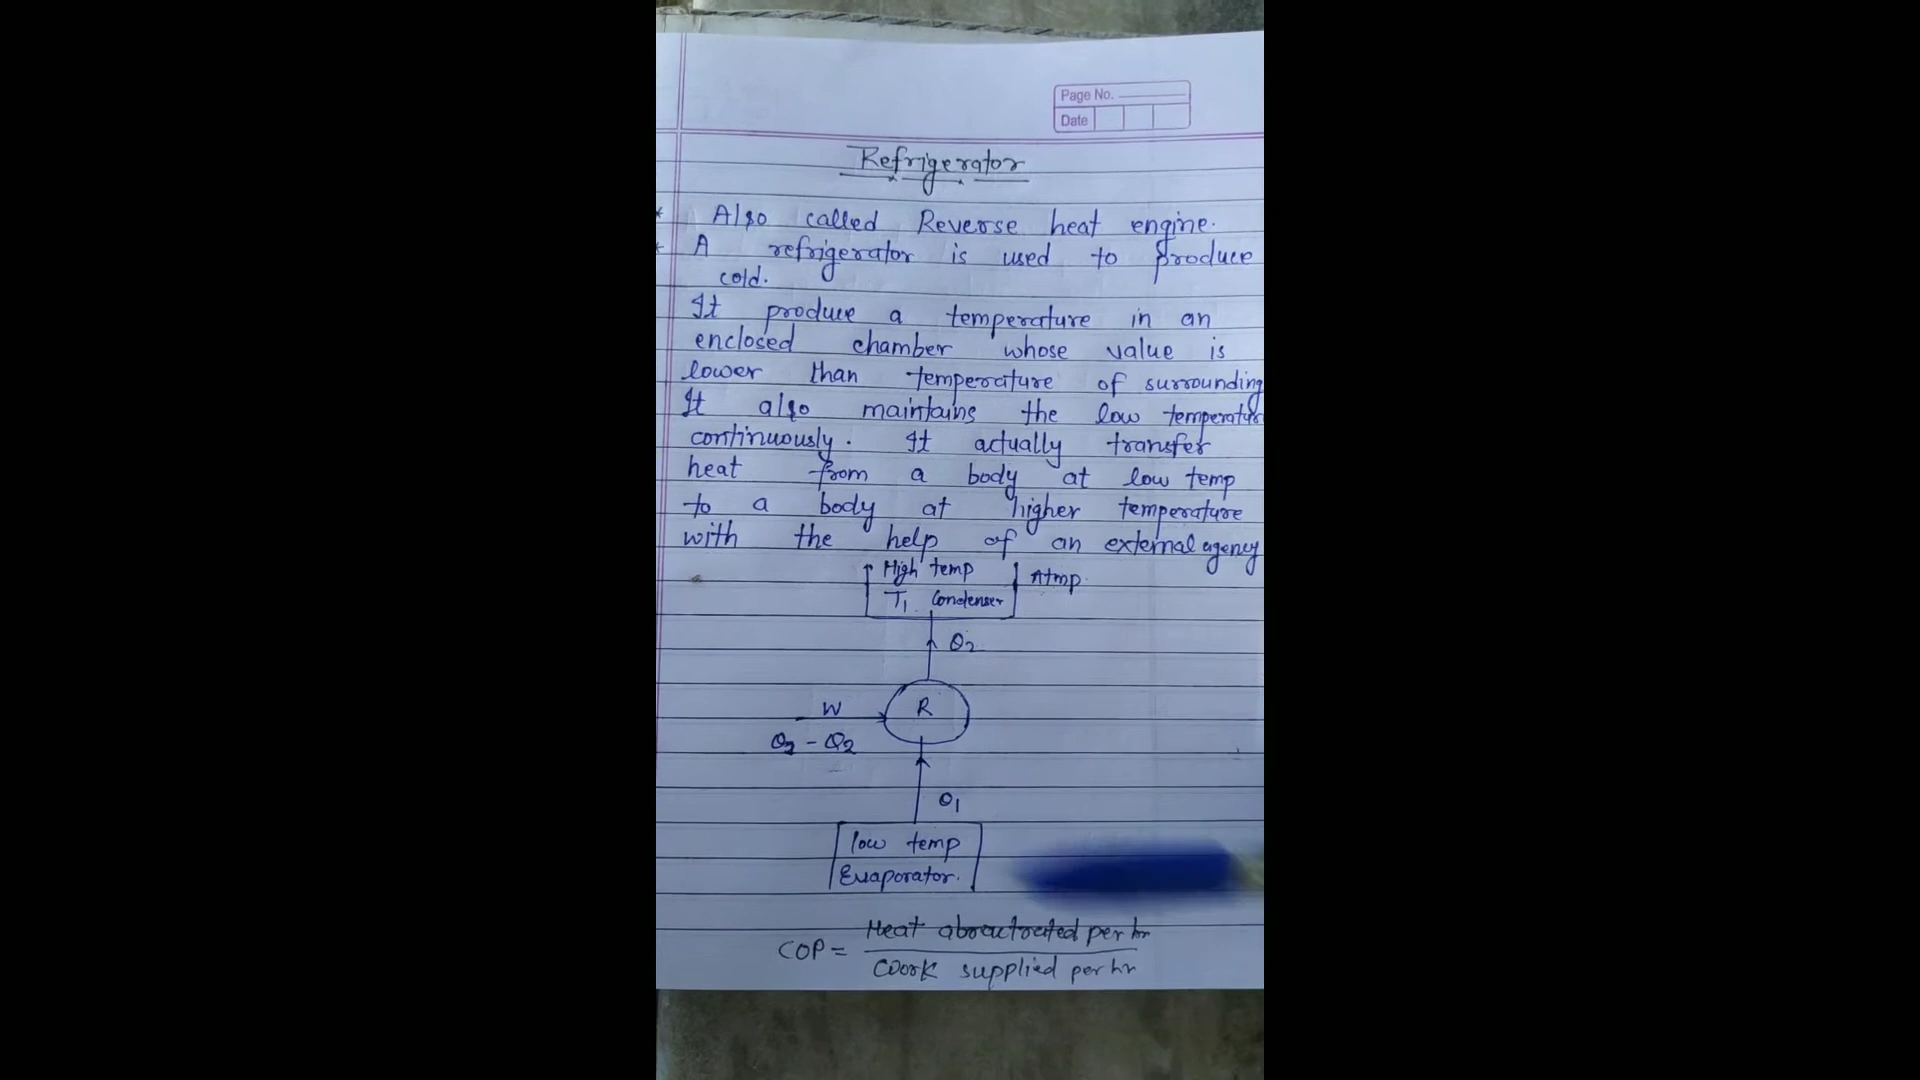 Page No.
Date
Refrigerator
* Also called Reverse heat engine.
* A refrigerator is used to produce
cold.
It produce a temperature in an
enclosed chamber whose value is
lower than temperature of surrounding
It also maintains the low temperatur
continuously. It actually transfer
heat from a body at low temp
to a body at higher temperature
with the help of an external agency
High temp Atmp.
T1 Condenser
Q2
W R
- Q2
Q1
low temp
Evaporator.
Heat per hr
COP =
Work supplied per hr